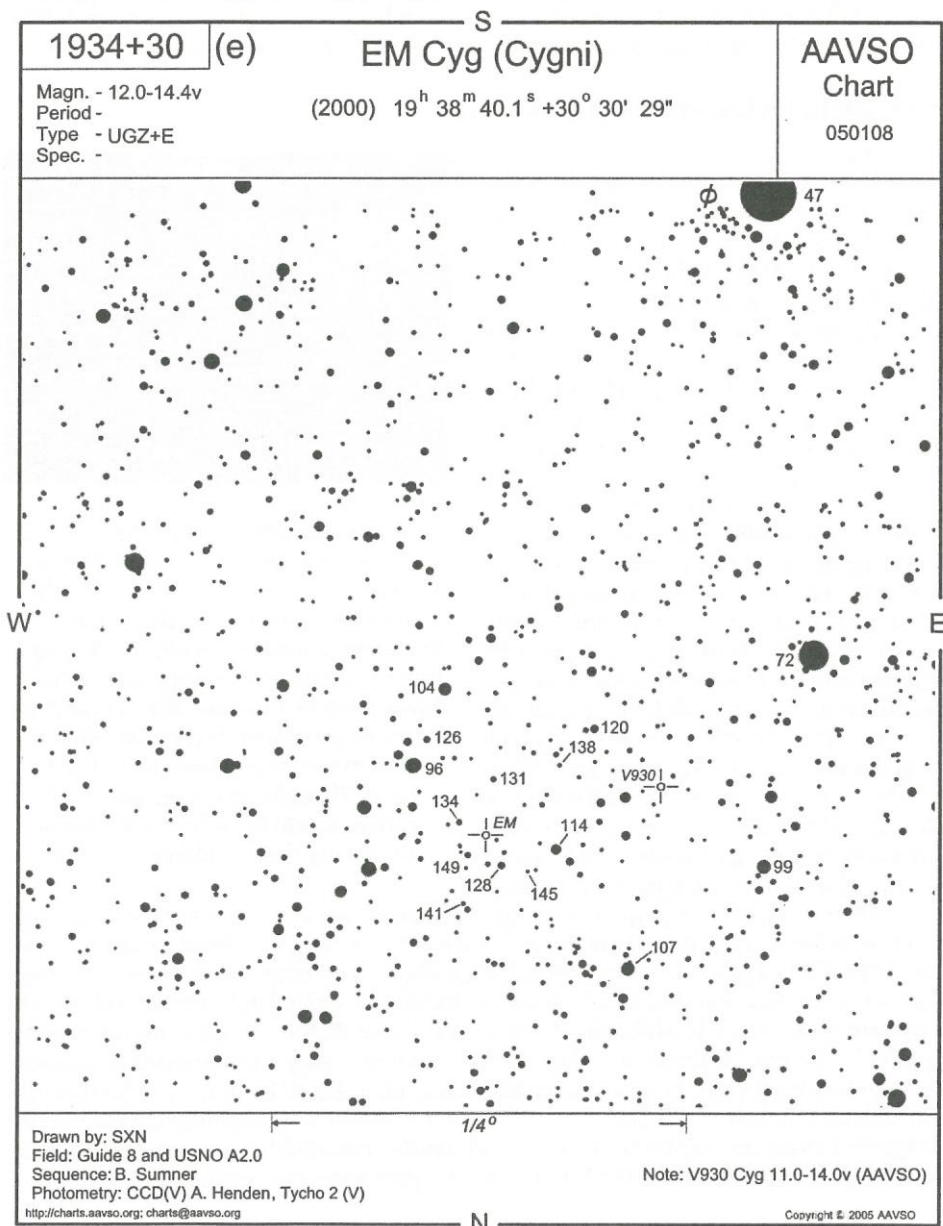 S
1934+30 (e)
EM Cyg (Cygni)
AAVSO
Chart
050108
Magn. - 12.0-14.4v
Period -
Type - UGZ+E
Spec. -
(2000) 19h 38m 40.1s +30o 30' 29"
ϕ 47
W
E
72
104
120
126
138
96
131
V930
134
EM
114
149
128
145
99
141
107
1/4o
Drawn by: SXN
Field: Guide 8 and USNO A2.0
Sequence: B. Sumner
Photometry: CCD(V) A. Henden, Tycho 2 (V)
http://charts.aavso.org; charts@aavso.org
Note: V930 Cyg 11.0-14.0v (AAVSO)
Copyright © 2005 AAVSO
N